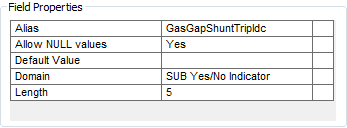 Field Properties
Alias GasGapShuntTripIdc
Allow NULL values Yes
Default Value
Domain SUB Yes/No Indicator
Length 5